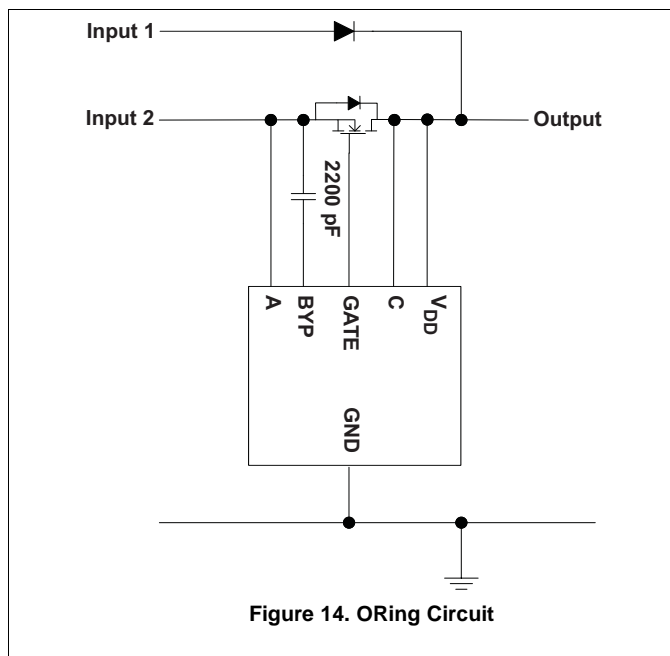 Input 1
Input 2
Output
2200 pF
A
BYP
GATE
C
VDD
GND
Figure 14. ORing Circuit